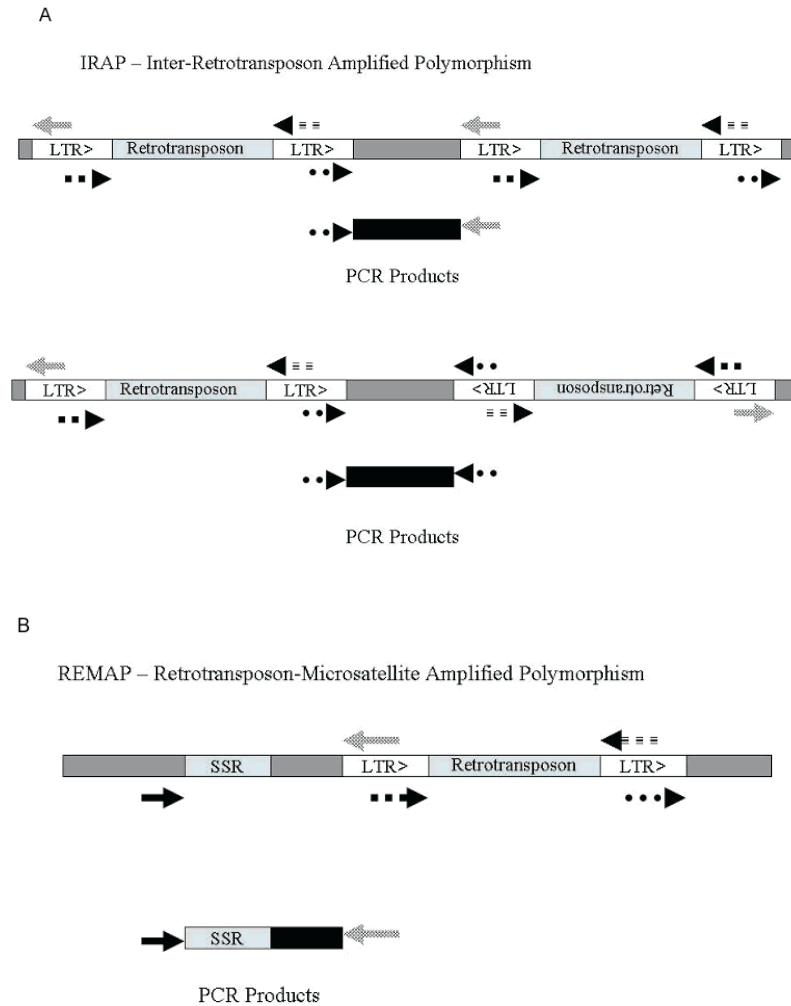 A
IRAP – Inter-Retrotransposon Amplified Polymorphism
LTR> Retrotransposon LTR> LTR> Retrotransposon LTR>
PCR Products
LTR> Retrotransposon LTR> LTR> Retrotransposon LTR>
PCR Products
B
REMAP – Retrotransposon-Microsatellite Amplified Polymorphism
SSR LTR> Retrotransposon LTR>
SSR
PCR Products